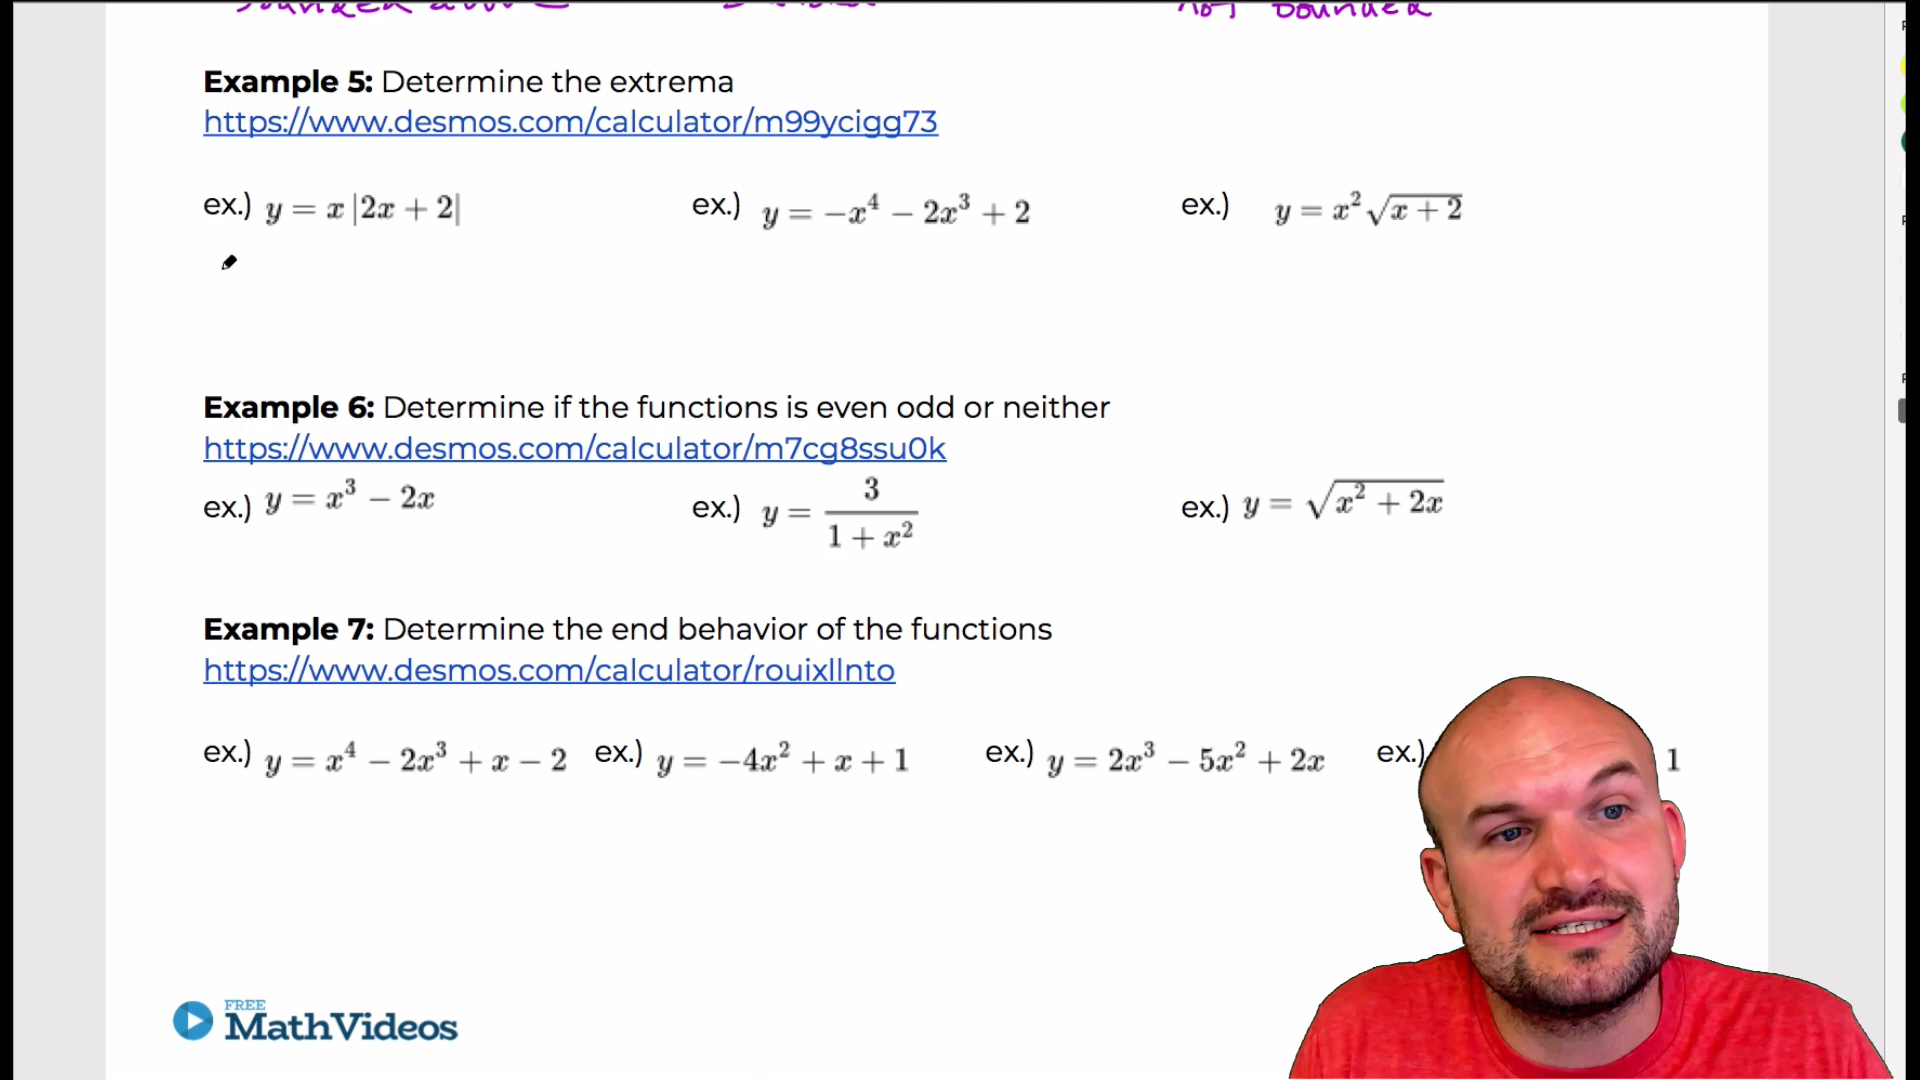 not bounded
Example 5: Determine the extrema
https://www.desmos.com/calculator/m99ycigg73
ex.) y = x |2x + 2| ex.) y = −x⁴ − 2x³ + 2 ex.) y = x²√(x + 2)
Example 6: Determine if the functions is even odd or neither
https://www.desmos.com/calculator/m7cg8ssu0k
ex.) y = x³ − 2x ex.) y = 3/(1 + x²) ex.) y = √(x² + 2x)
Example 7: Determine the end behavior of the functions
https://www.desmos.com/calculator/rouixllnto
ex.) y = x⁴ − 2x³ + x − 2 ex.) y = −4x² + x + 1 ex.) y = 2x³ − 5x² + 2x ex.) 1
FREE
MathVideos